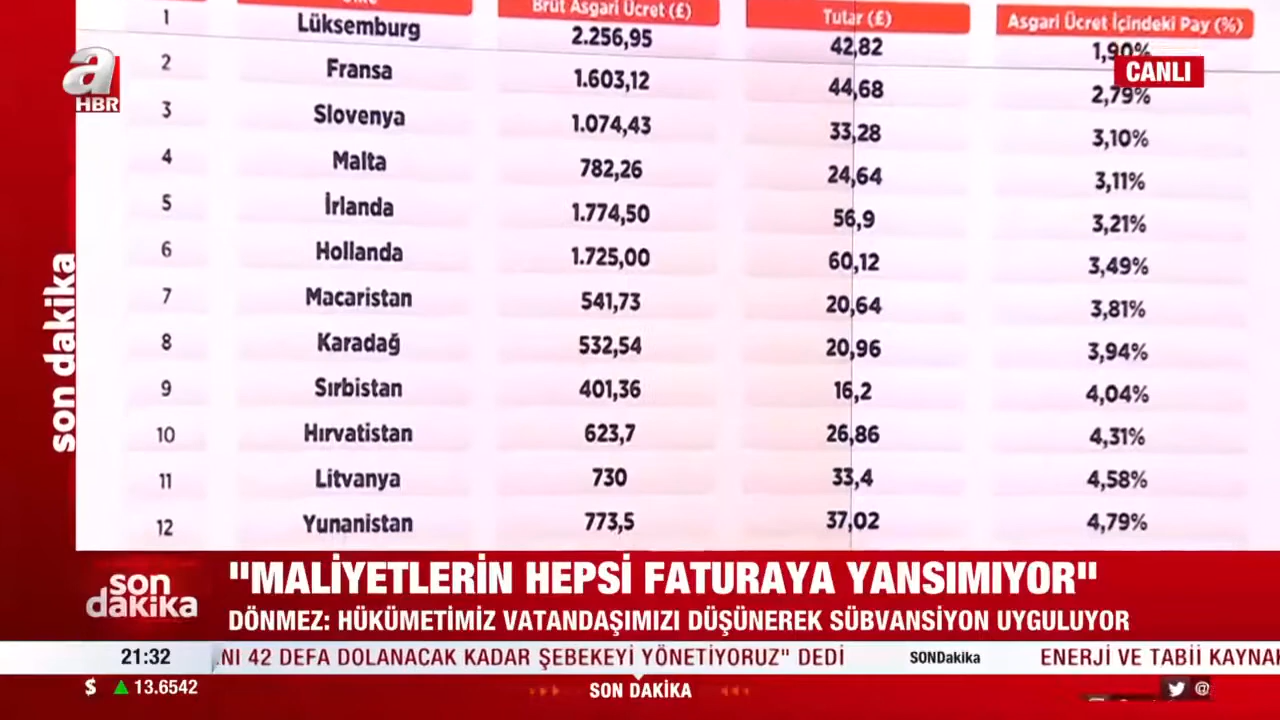 Brüt Asgari Ücret (£) Tutar (£) Asgari Ücret İçindeki Pay (%)
1 Lüksemburg 2.256,95 42,82 1,90%
2 Fransa 1.603,12 44,68 2,79%
3 Slovenya 1.074,43 33,28 3,10%
4 Malta 782,26 24,64 3,11%
5 İrlanda 1.774,50 56,9 3,21%
6 Hollanda 1.725,00 60,12 3,49%
7 Macaristan 541,73 20,64 3,81%
8 Karadağ 532,54 20,96 3,94%
9 Sırbistan 401,36 16,2 4,04%
10 Hırvatistan 623,7 26,86 4,31%
11 Litvanya 730 33,4 4,58%
12 Yunanistan 773,5 37,02 4,79%
a
HBR
CANLI
son dakika
son
dakika
"MALİYETLERİN HEPSİ FATURAYA YANSIMIYOR"
DÖNMEZ: HÜKÜMETİMİZ VATANDAŞIMIZI DÜŞÜNEREK SÜBVANSİYON UYGULUYOR
21:32 NI 42 DEFA DOLANACAK KADAR ŞEBEKEYİ YÖNETİYORUZ" DEDİ SONDakika ENERJİ VE TABİİ KAYNAK
$ 13.6542 SON DAKİKA @